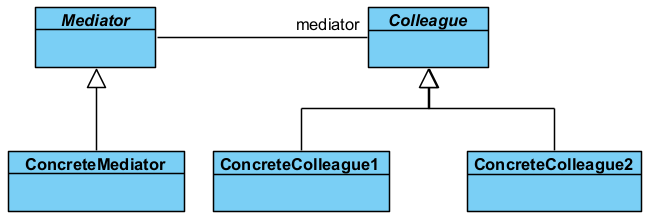 Mediator
mediator
Colleague
ConcreteMediator
ConcreteColleague1
ConcreteColleague2